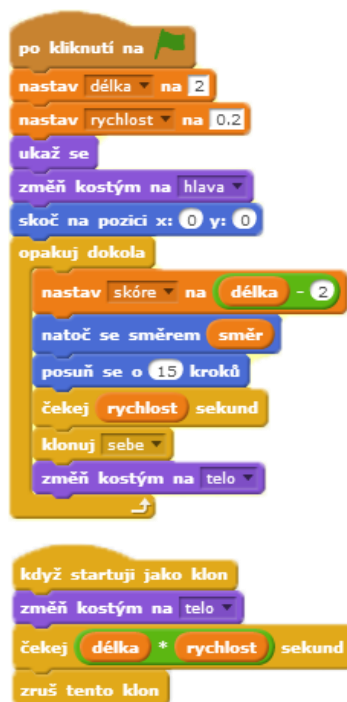 po kliknutí na
nastav délka na 2
nastav rychlost na 0.2
ukaž se
změň kostým na hlava
skoč na pozici x: 0 y: 0
opakuj dokola
nastav skóre na délka - 2
natoč se směrem směr
posuň se o 15 kroků
čekej rychlost sekund
klonuj sebe
změň kostým na telo
když startuji jako klon
změň kostým na telo
čekej délka * rychlost sekund
zruš tento klon